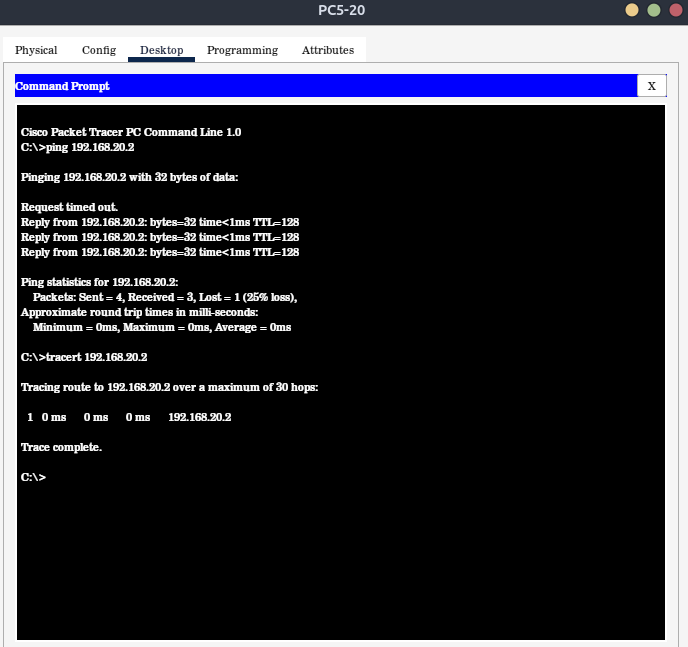 PC5-20
Physical Config Desktop Programming Attributes
Command Prompt X
Cisco Packet Tracer PC Command Line 1.0
C:\>ping 192.168.20.2
Pinging 192.168.20.2 with 32 bytes of data:
Request timed out.
Reply from 192.168.20.2: bytes=32 time<1ms TTL=128
Reply from 192.168.20.2: bytes=32 time<1ms TTL=128
Reply from 192.168.20.2: bytes=32 time<1ms TTL=128
Ping statistics for 192.168.20.2:
Packets: Sent = 4, Received = 3, Lost = 1 (25% loss),
Approximate round trip times in milli-seconds:
Minimum = 0ms, Maximum = 0ms, Average = 0ms
C:\>tracert 192.168.20.2
Tracing route to 192.168.20.2 over a maximum of 30 hops:
1 0 ms 0 ms 0 ms 192.168.20.2
Trace complete.
C:\>